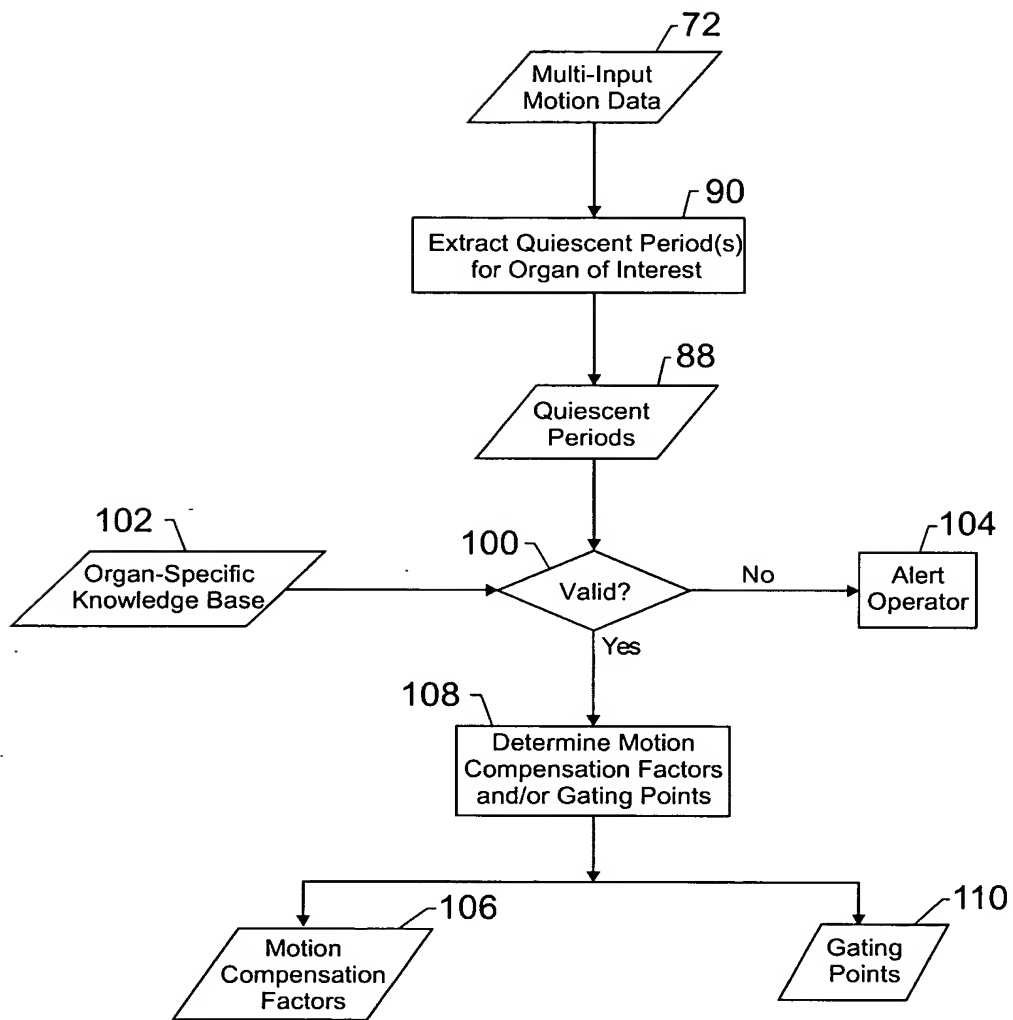 72
Multi-Input
Motion Data
90
Extract Quiescent Period(s)
for Organ of Interest
88
Quiescent
Periods
102
Organ-Specific
Knowledge Base
100
Valid?
No
104
Alert
Operator
Yes
108
Determine Motion
Compensation Factors
and/or Gating Points
106
Motion
Compensation
Factors
110
Gating
Points